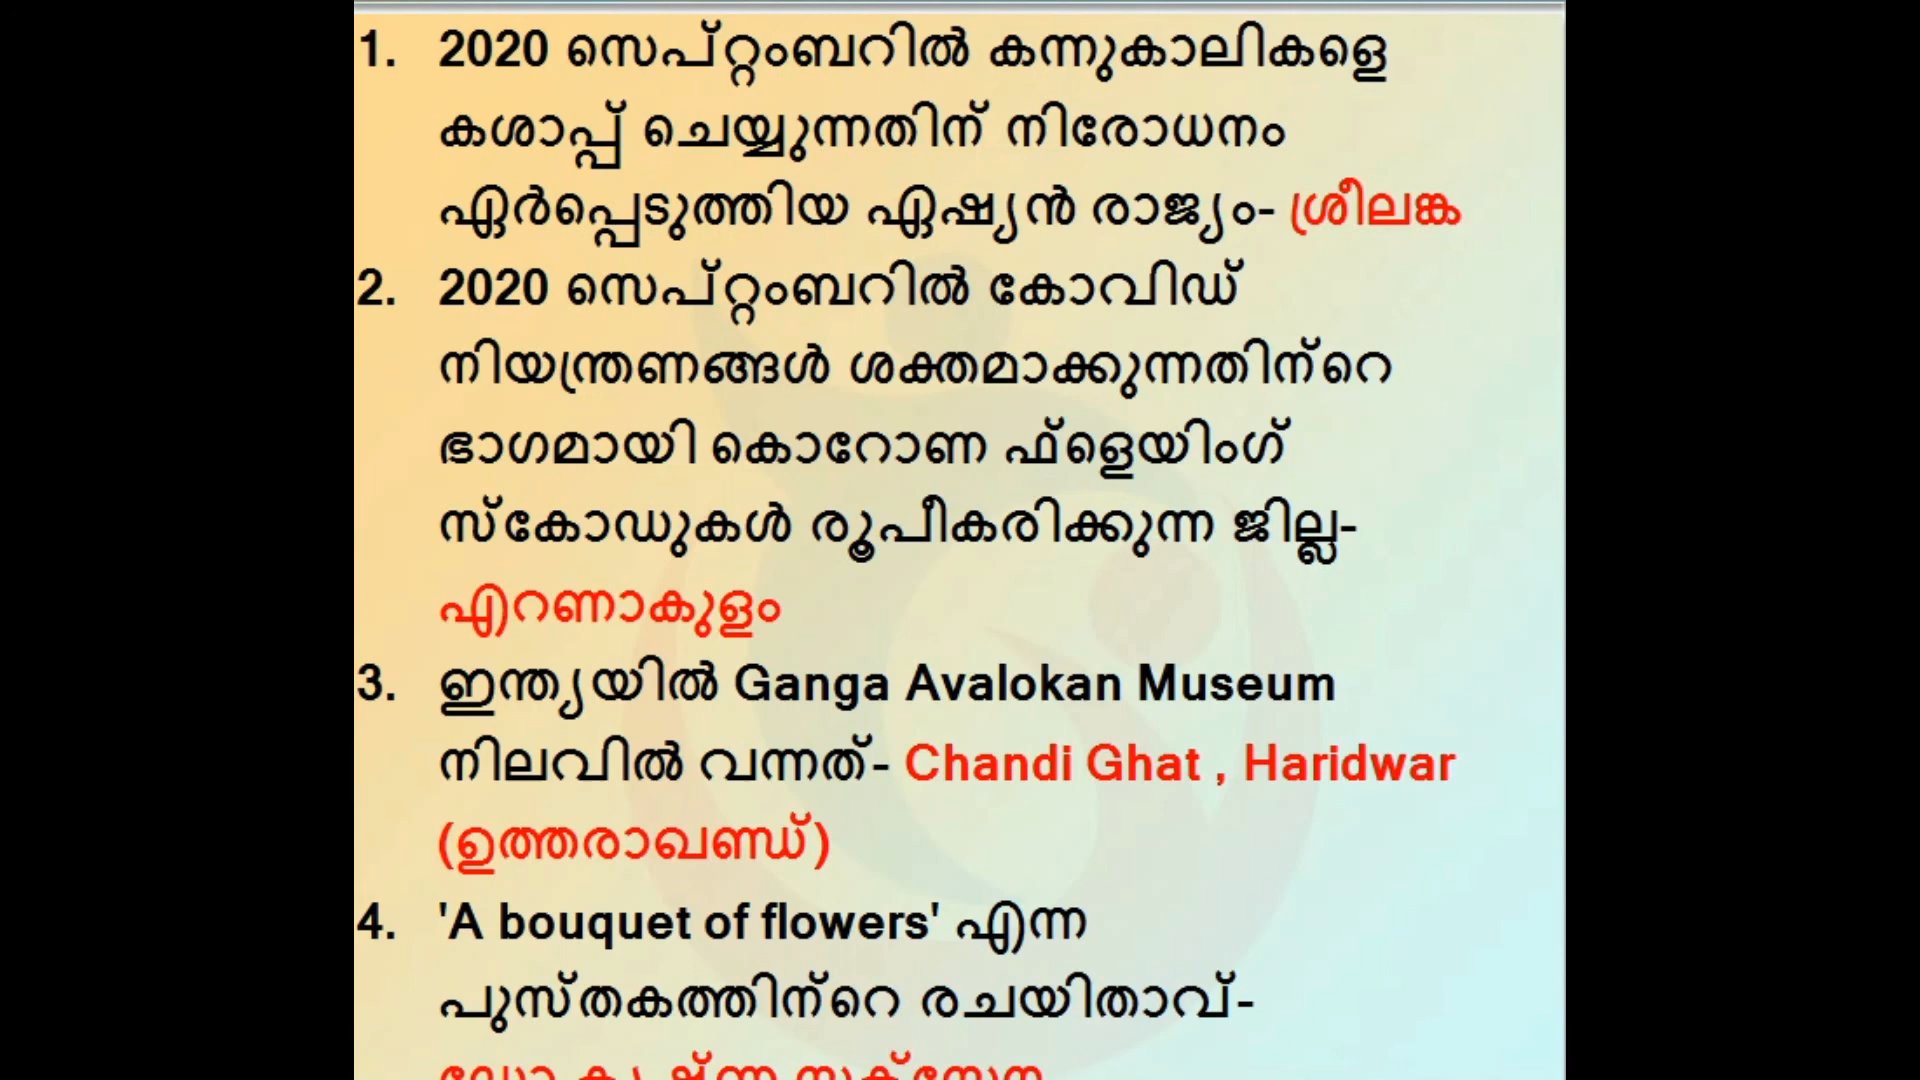 1. 2020 സെപ്റ്റംബറിൽ കന്നുകാലികളെ
കശാപ്പ് ചെയ്യുന്നതിന് നിരോധനം
ഏർപ്പെടുത്തിയ ഏഷ്യൻ രാജ്യം- ശ്രീലങ്ക
2. 2020 സെപ്റ്റംബറിൽ കോവിഡ്
നിയന്ത്രണങ്ങൾ ശക്തമാക്കുന്നതിന്റെ
ഭാഗമായി കൊറോണ ഫ്ളെയിംഗ്
സ്കോഡുകൾ രൂപീകരിക്കുന്ന ജില്ല-
എറണാകുളം
3. ഇന്ത്യയിൽ Ganga Avalokan Museum
നിലവിൽ വന്നത്- Chandi Ghat , Haridwar
(ഉത്തരാഖണ്ഡ്)
4. 'A bouquet of flowers' എന്ന
പുസ്തകത്തിന്റെ രചയിതാവ്-